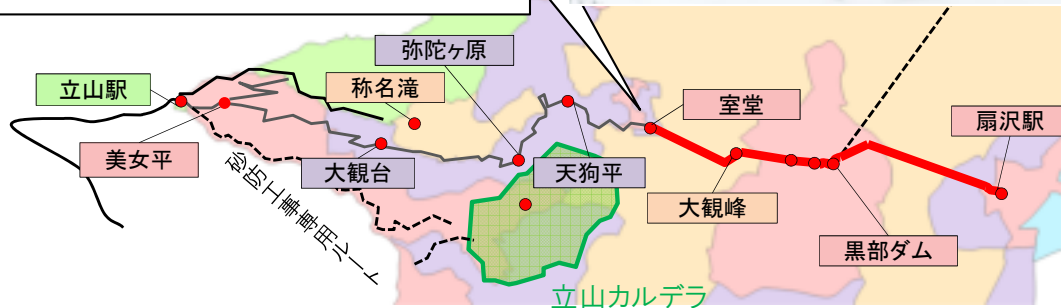 弥陀ヶ原
立山駅
称名滝
室堂
扇沢駅
美女平
大観台
天狗平
大観峰
黒部ダム
砂防工事専用ルート
立山カルデラ